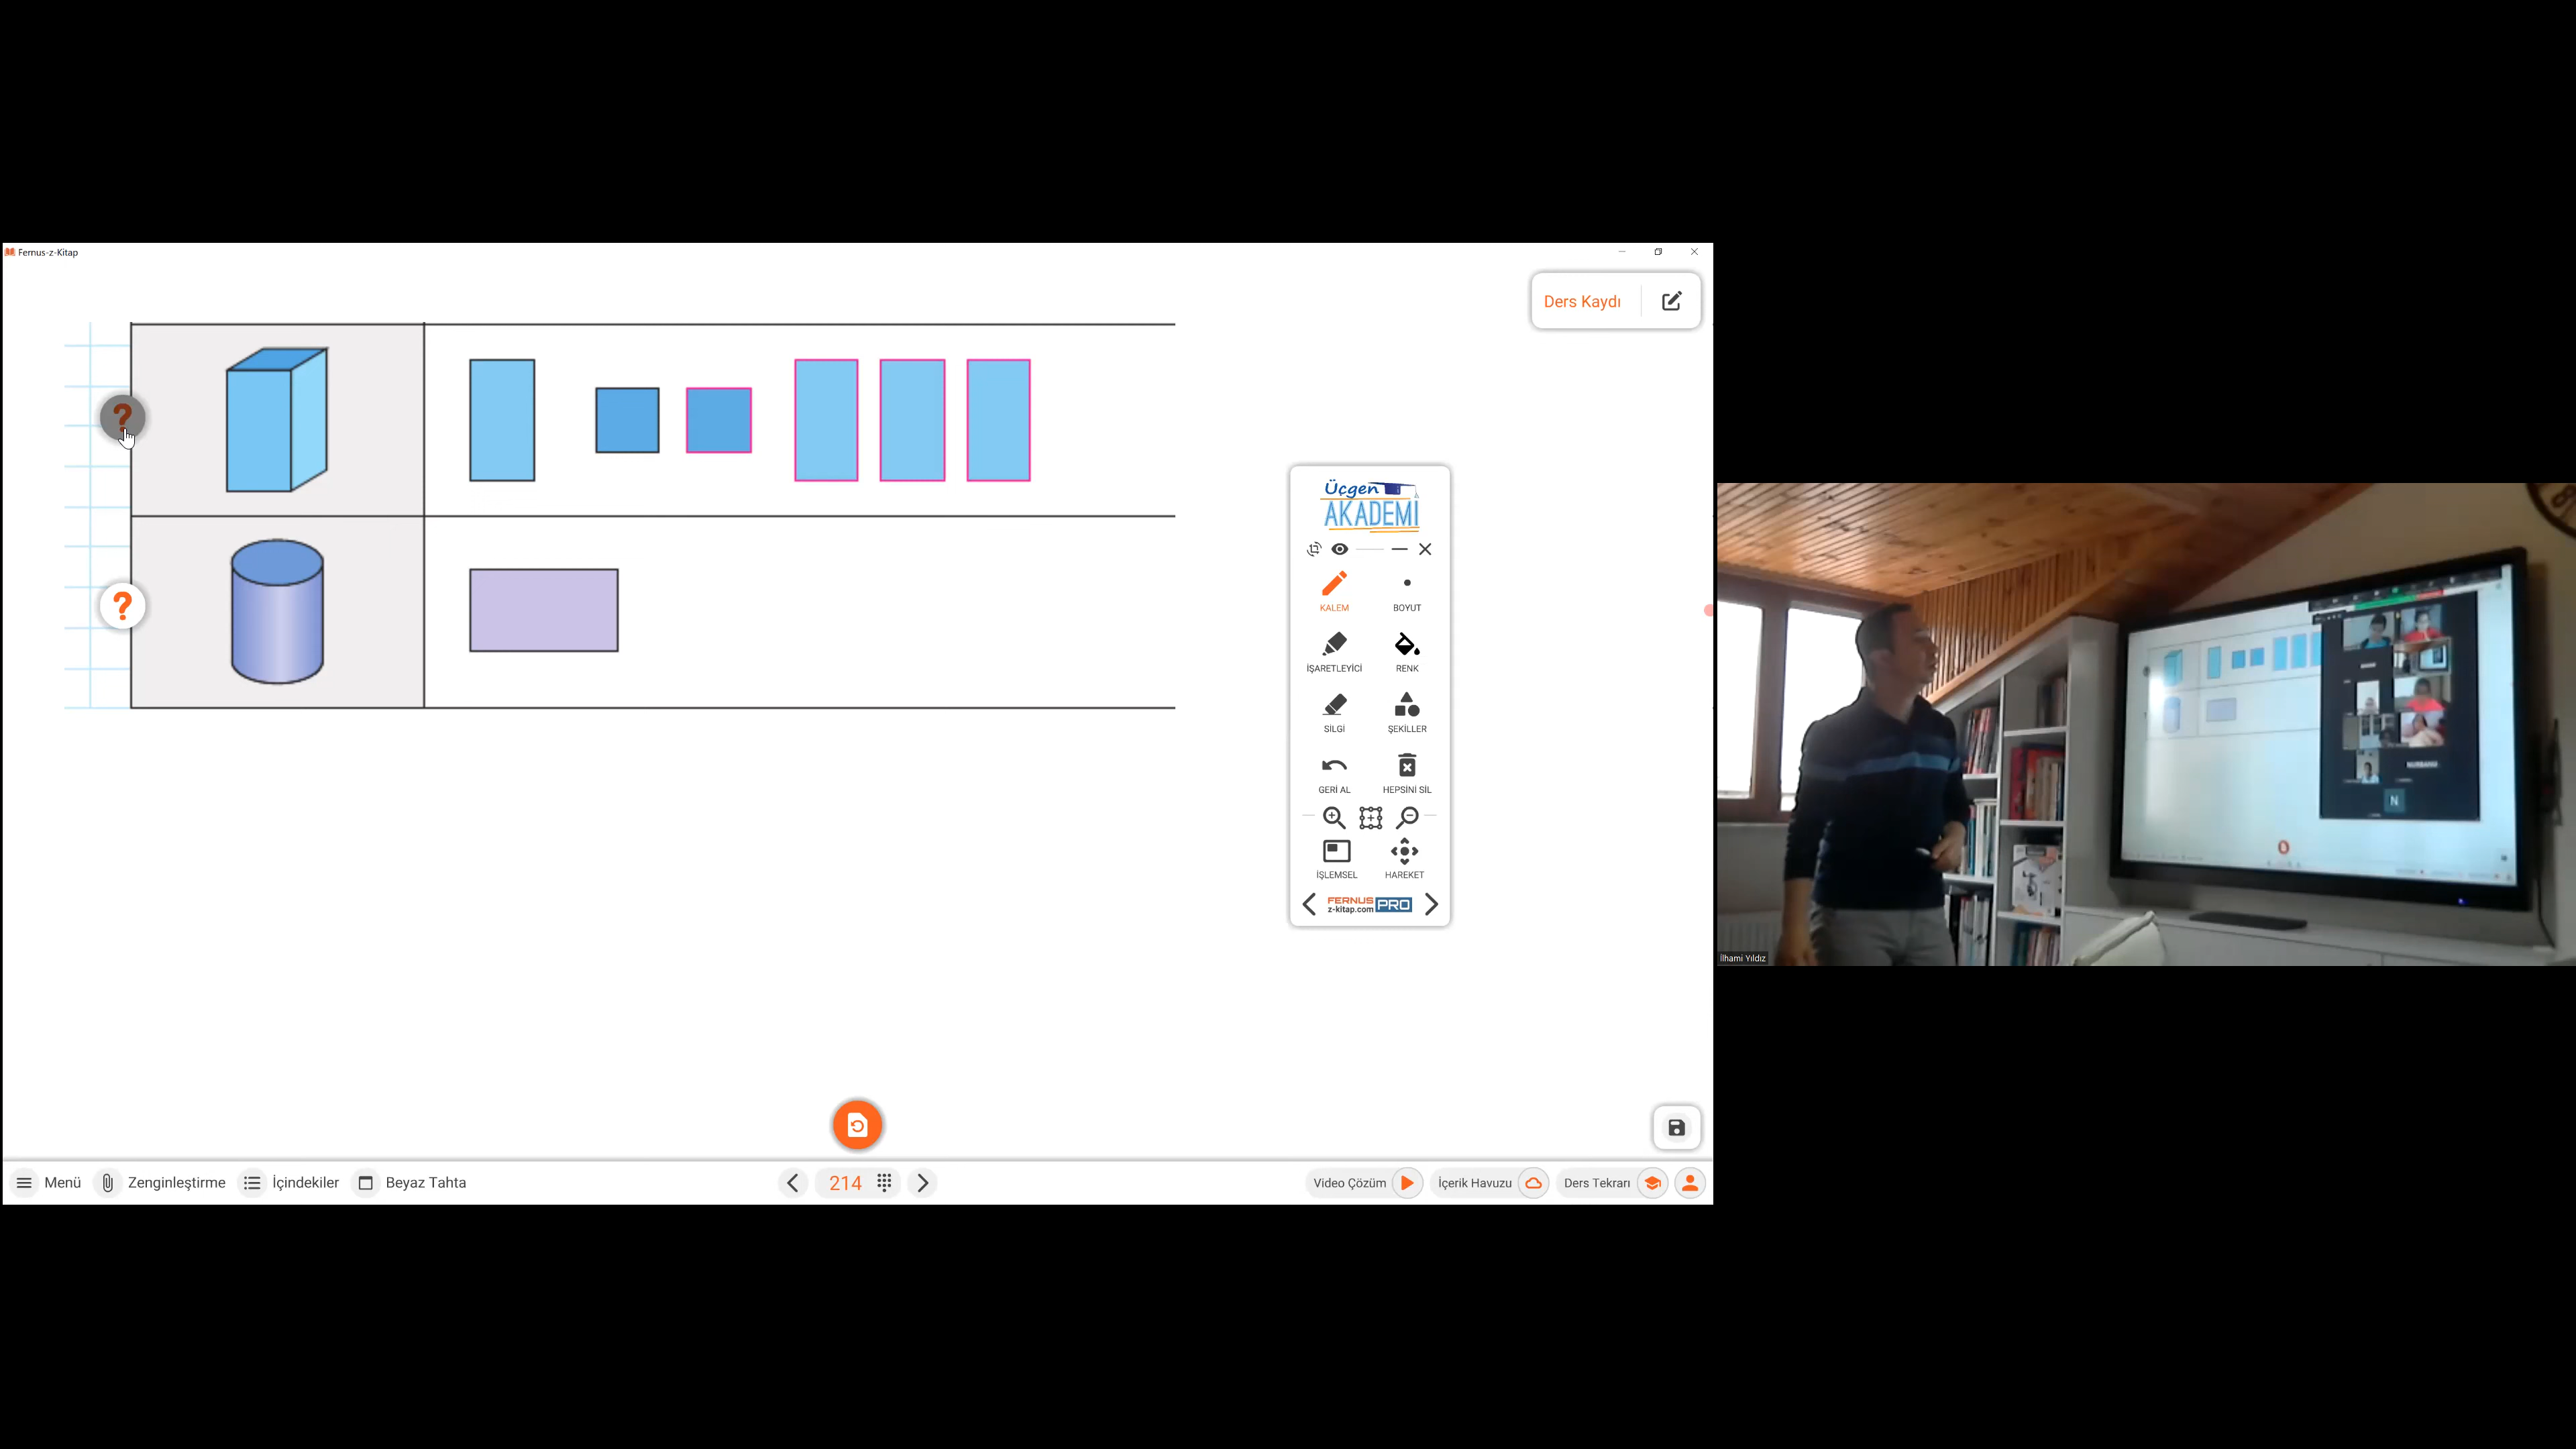 Fernus-z-Kitap
Ders Kaydı
?
?
Üçgen
AKADEMİ
KALEM
BOYUT
İŞARETLEYİCİ
RENK
SİLGİ
ŞEKİLLER
GERİ AL
HEPSİNİ SİL
İŞLEMSEL
HAREKET
FERNUS
z-kitap.com
PRO
İlhami Yıldız
NURBANU
N
Menü
Zenginleştirme
İçindekiler
Beyaz Tahta
214
Video Çözüm
İçerik Havuzu
Ders Tekrarı